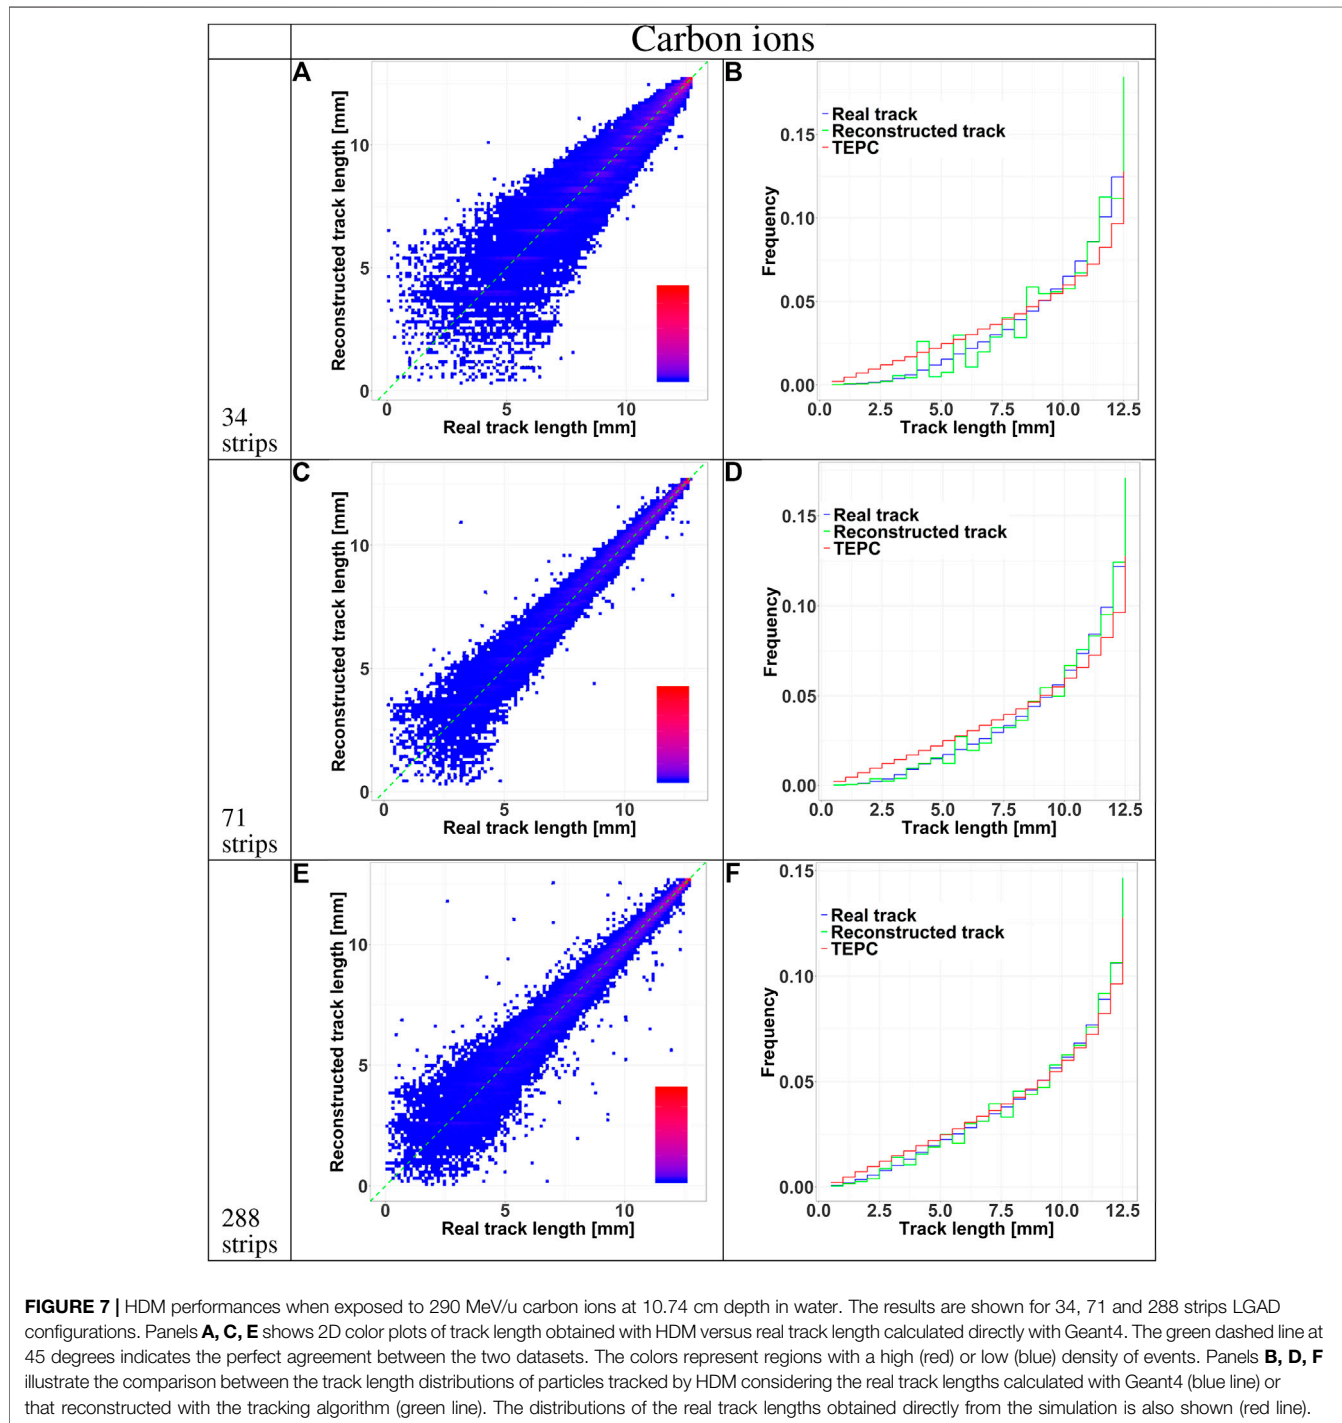 Carbon ions
A
Reconstructed track length [mm]
10
5
0
0
5
10
Real track length [mm]
34
strips
B
Real track
Reconstructed track
TEPC
Frequency
0.15
0.10
0.05
0.00
0.0
2.5
5.0
7.5
10.0
12.5
Track length [mm]
C
Reconstructed track length [mm]
10
5
0
0
5
10
Real track length [mm]
71
strips
D
Real track
Reconstructed track
TEPC
Frequency
0.15
0.10
0.05
0.00
0.0
2.5
5.0
7.5
10.0
12.5
Track length [mm]
E
Reconstructed track length [mm]
10
5
0
0
5
10
Real track length [mm]
288
strips
F
Real track
Reconstructed track
TEPC
Frequency
0.15
0.10
0.05
0.00
0.0
2.5
5.0
7.5
10.0
12.5
Track length [mm]
FIGURE 7 | HDM performances when exposed to 290 MeV/u carbon ions at 10.74 cm depth in water. The results are shown for 34, 71 and 288 strips LGAD
configurations. Panels A, C, E shows 2D color plots of track length obtained with HDM versus real track length calculated directly with Geant4. The green dashed line at
45 degrees indicates the perfect agreement between the two datasets. The colors represent regions with a high (red) or low (blue) density of events. Panels B, D, F
illustrate the comparison between the track length distributions of particles tracked by HDM considering the real track lengths calculated with Geant4 (blue line) or
that reconstructed with the tracking algorithm (green line). The distributions of the real track lengths obtained directly from the simulation is also shown (red line).